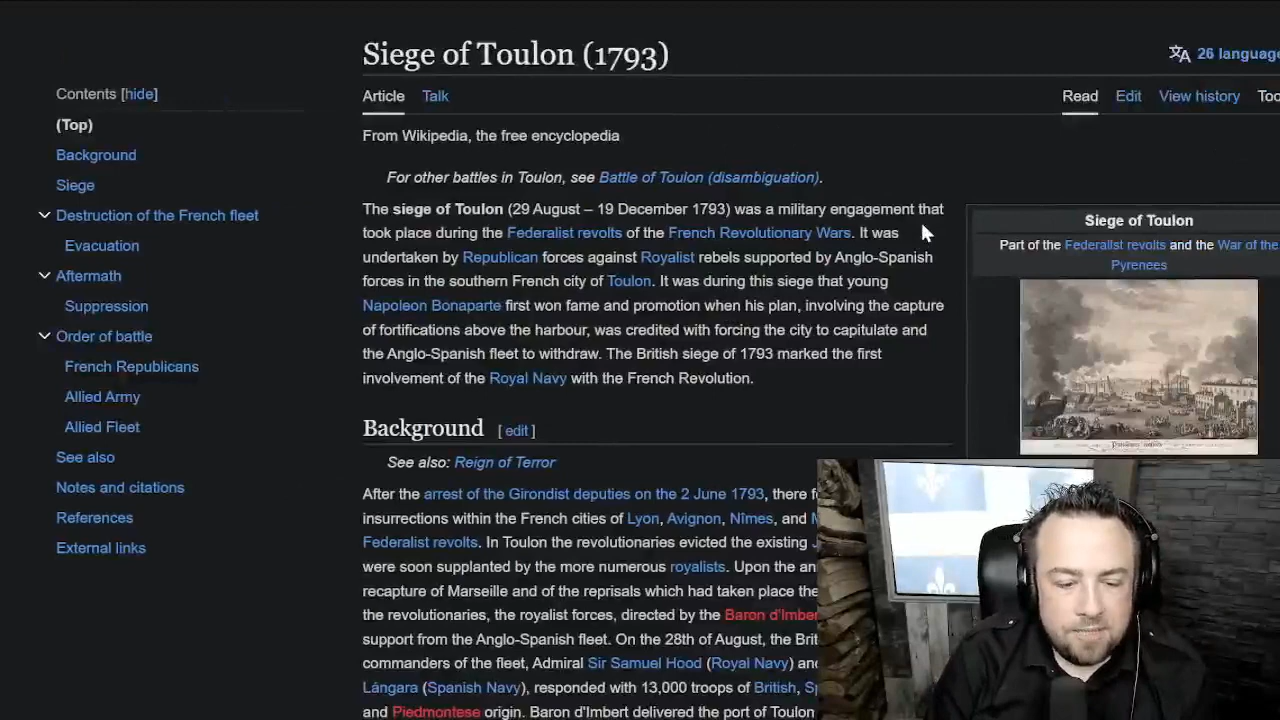 Siege of Toulon (1793)
26 language
Contents [hide]
(Top)
Background
Siege
Destruction of the French fleet
Evacuation
Aftermath
Suppression
Order of battle
French Republicans
Allied Army
Allied Fleet
See also
Notes and citations
References
External links
Article Talk
Read Edit View history Too
From Wikipedia, the free encyclopedia
For other battles in Toulon, see Battle of Toulon (disambiguation).
The siege of Toulon (29 August – 19 December 1793) was a military engagement that
took place during the Federalist revolts of the French Revolutionary Wars. It was
undertaken by Republican forces against Royalist rebels supported by Anglo-Spanish
forces in the southern French city of Toulon. It was during this siege that young
Napoleon Bonaparte first won fame and promotion when his plan, involving the capture
of fortifications above the harbour, was credited with forcing the city to capitulate and
the Anglo-Spanish fleet to withdraw. The British siege of 1793 marked the first
involvement of the Royal Navy with the French Revolution.
Background [ edit ]
See also: Reign of Terror
After the arrest of the Girondist deputies on the 2 June 1793, there f
insurrections within the French cities of Lyon, Avignon, Nîmes, and M
Federalist revolts. In Toulon the revolutionaries evicted the existing J
were soon supplanted by the more numerous royalists. Upon the an
recapture of Marseille and of the reprisals which had taken place the
the revolutionaries, the royalist forces, directed by the Baron d'Imber
support from the Anglo-Spanish fleet. On the 28th of August, the Brit
commanders of the fleet, Admiral Sir Samuel Hood (Royal Navy) and
Lángara (Spanish Navy), responded with 13,000 troops of British, Sp
and Piedmontese origin. Baron d'Imbert delivered the port of Toulon
Siege of Toulon
Part of the Federalist revolts and the War of the
Pyrenees